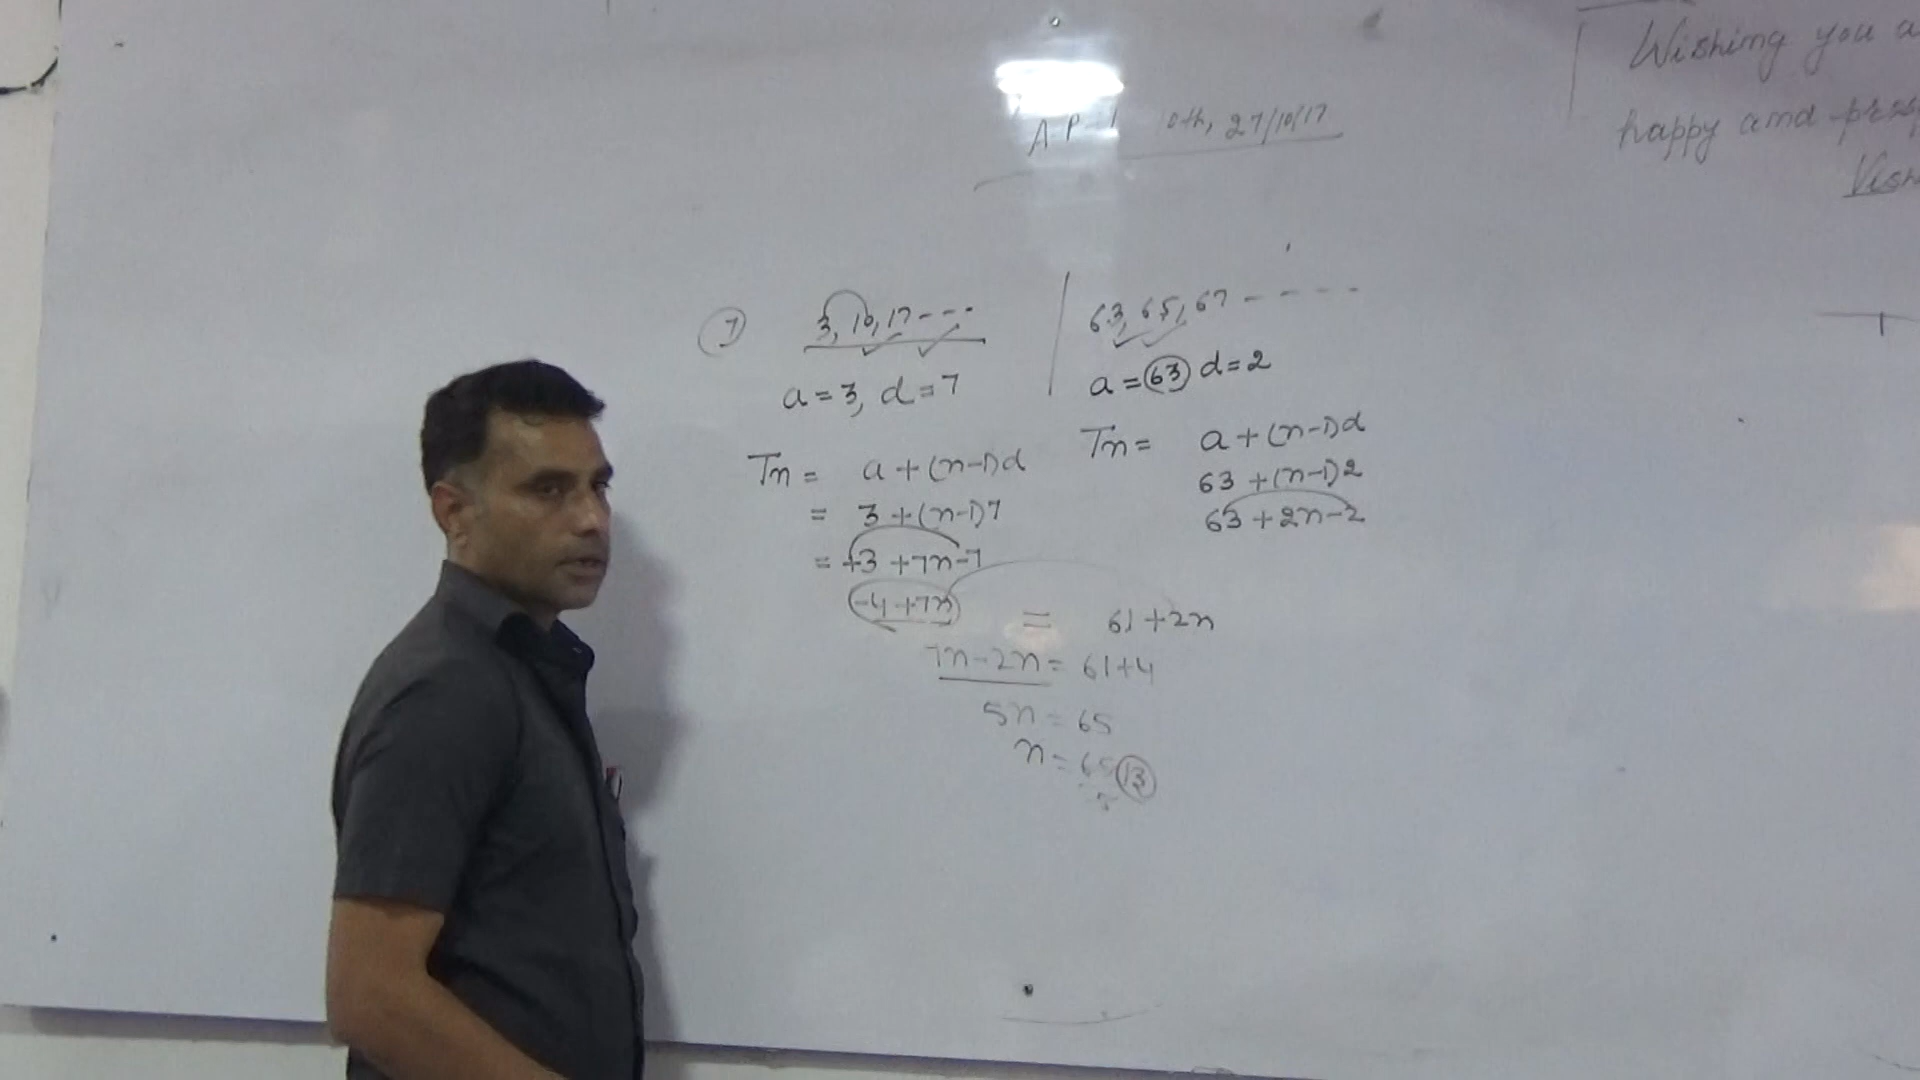 Wishing you a
happy and
A.P- 10th, 27/10/17
7
3, 10, 17 - - -
a = 3, d = 7
Tn = a + (n-1)d
= 3 + (n-1)7
= +3 + 7n - 7
-4 + 7n = 61 + 2n
63, 65, 67 - - - -
a = 63 d = 2
Tn = a + (n-1)d
63 + (n-1)2
63 + 2n - 2
7n - 2n = 61 + 4
5n = 65
n = 65 13
5